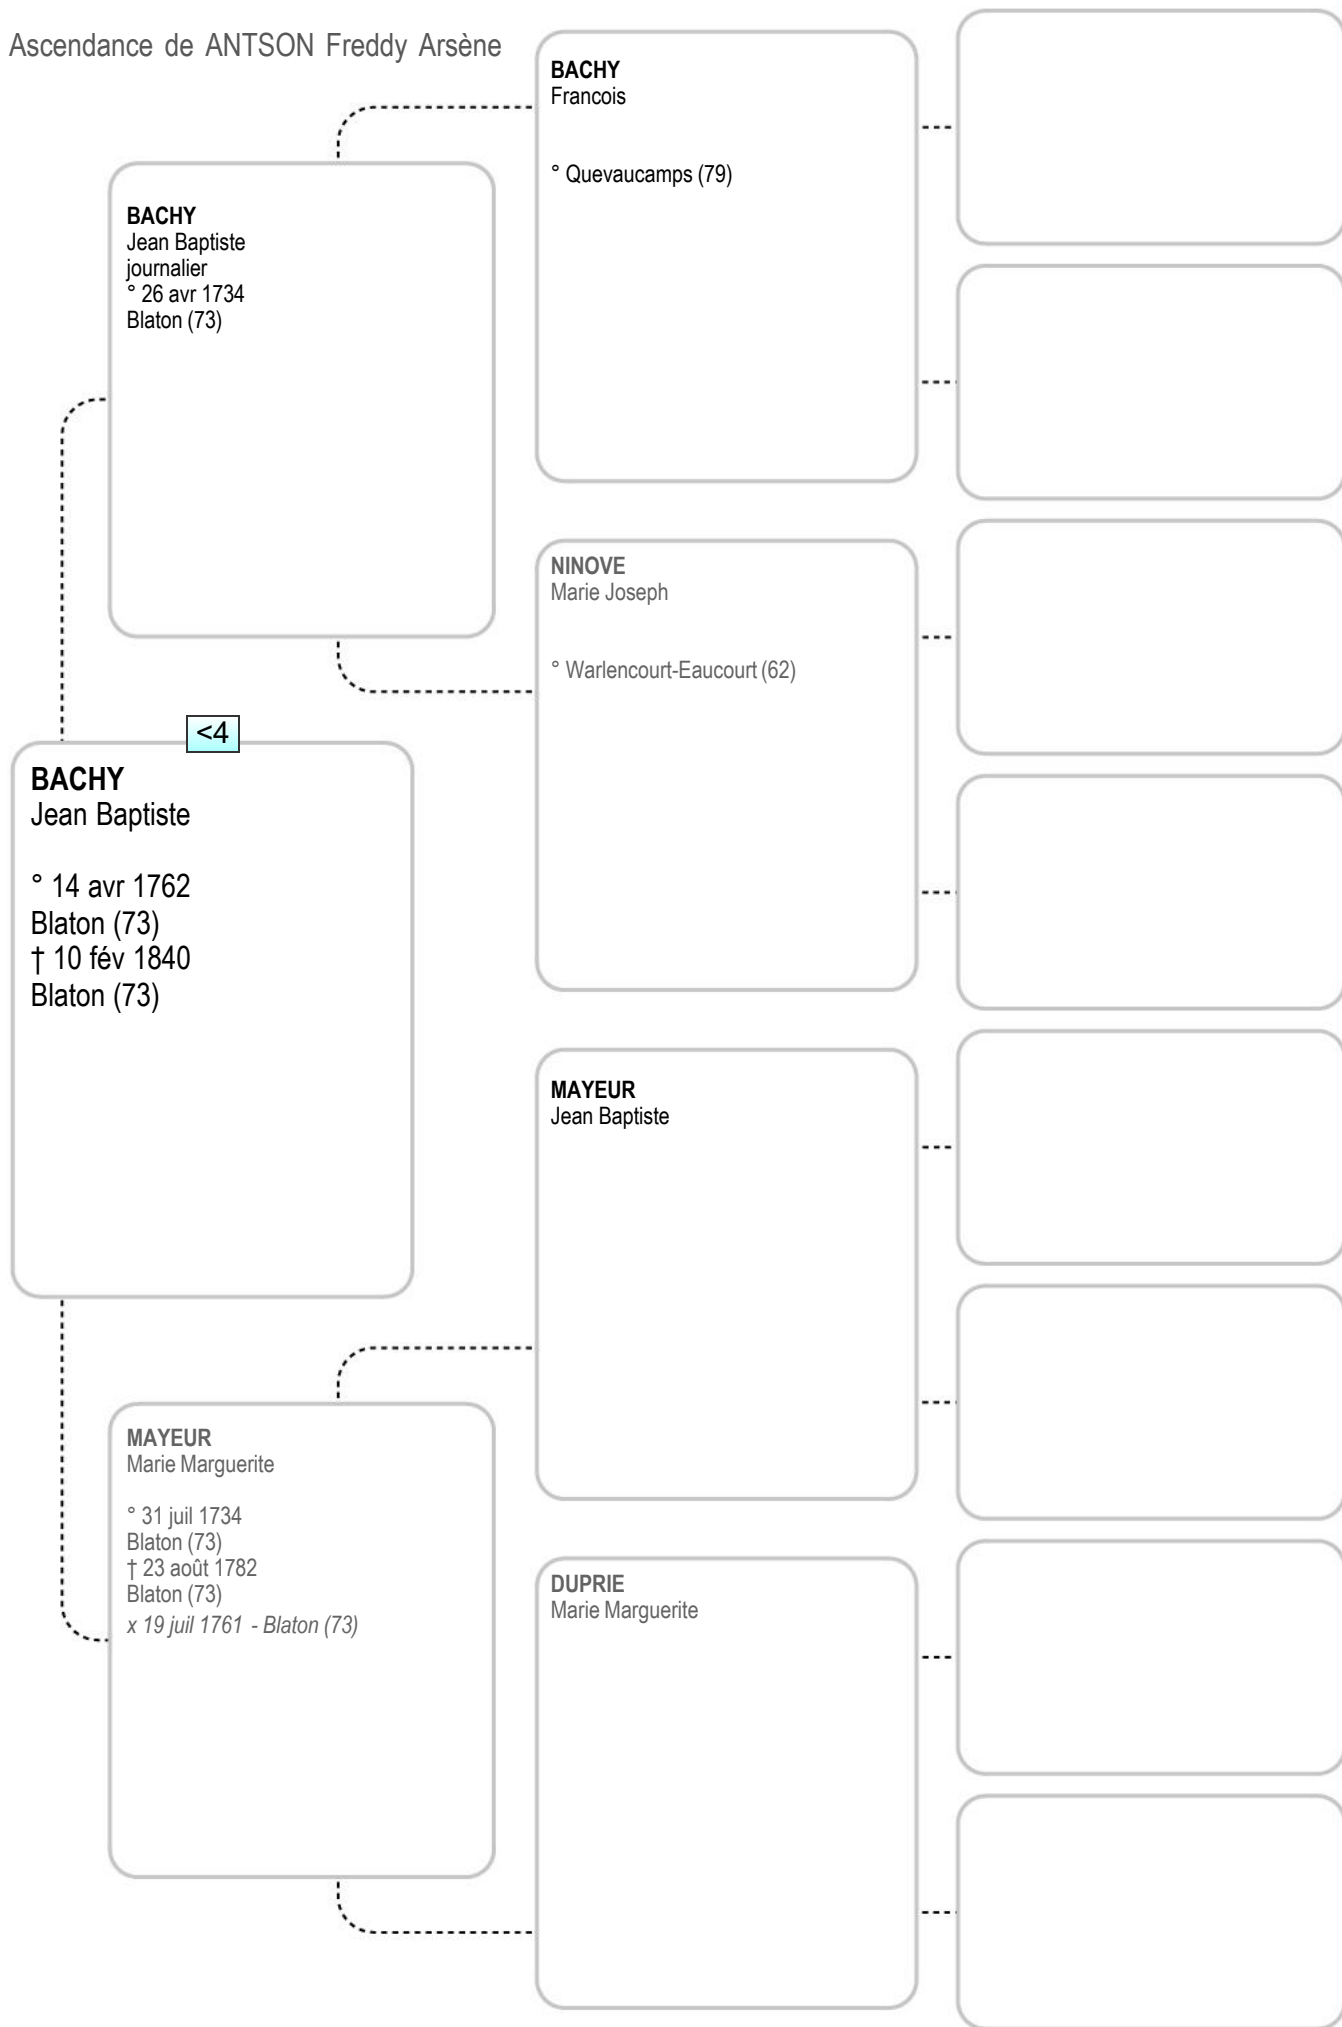 Ascendance de ANTSON Freddy Arsène
BACHY
Francois
° Quevaucamps (79)
BACHY
Jean Baptiste
journalier
° 26 avr 1734
Blaton (73)
NINOVE
Marie Joseph
° Warlencourt-Eaucourt (62)
<4
BACHY
Jean Baptiste
° 14 avr 1762
Blaton (73)
† 10 fév 1840
Blaton (73)
MAYEUR
Jean Baptiste
MAYEUR
Marie Marguerite
° 31 juil 1734
Blaton (73)
† 23 août 1782
Blaton (73)
x 19 juil 1761 - Blaton (73)
DUPRIE
Marie Marguerite